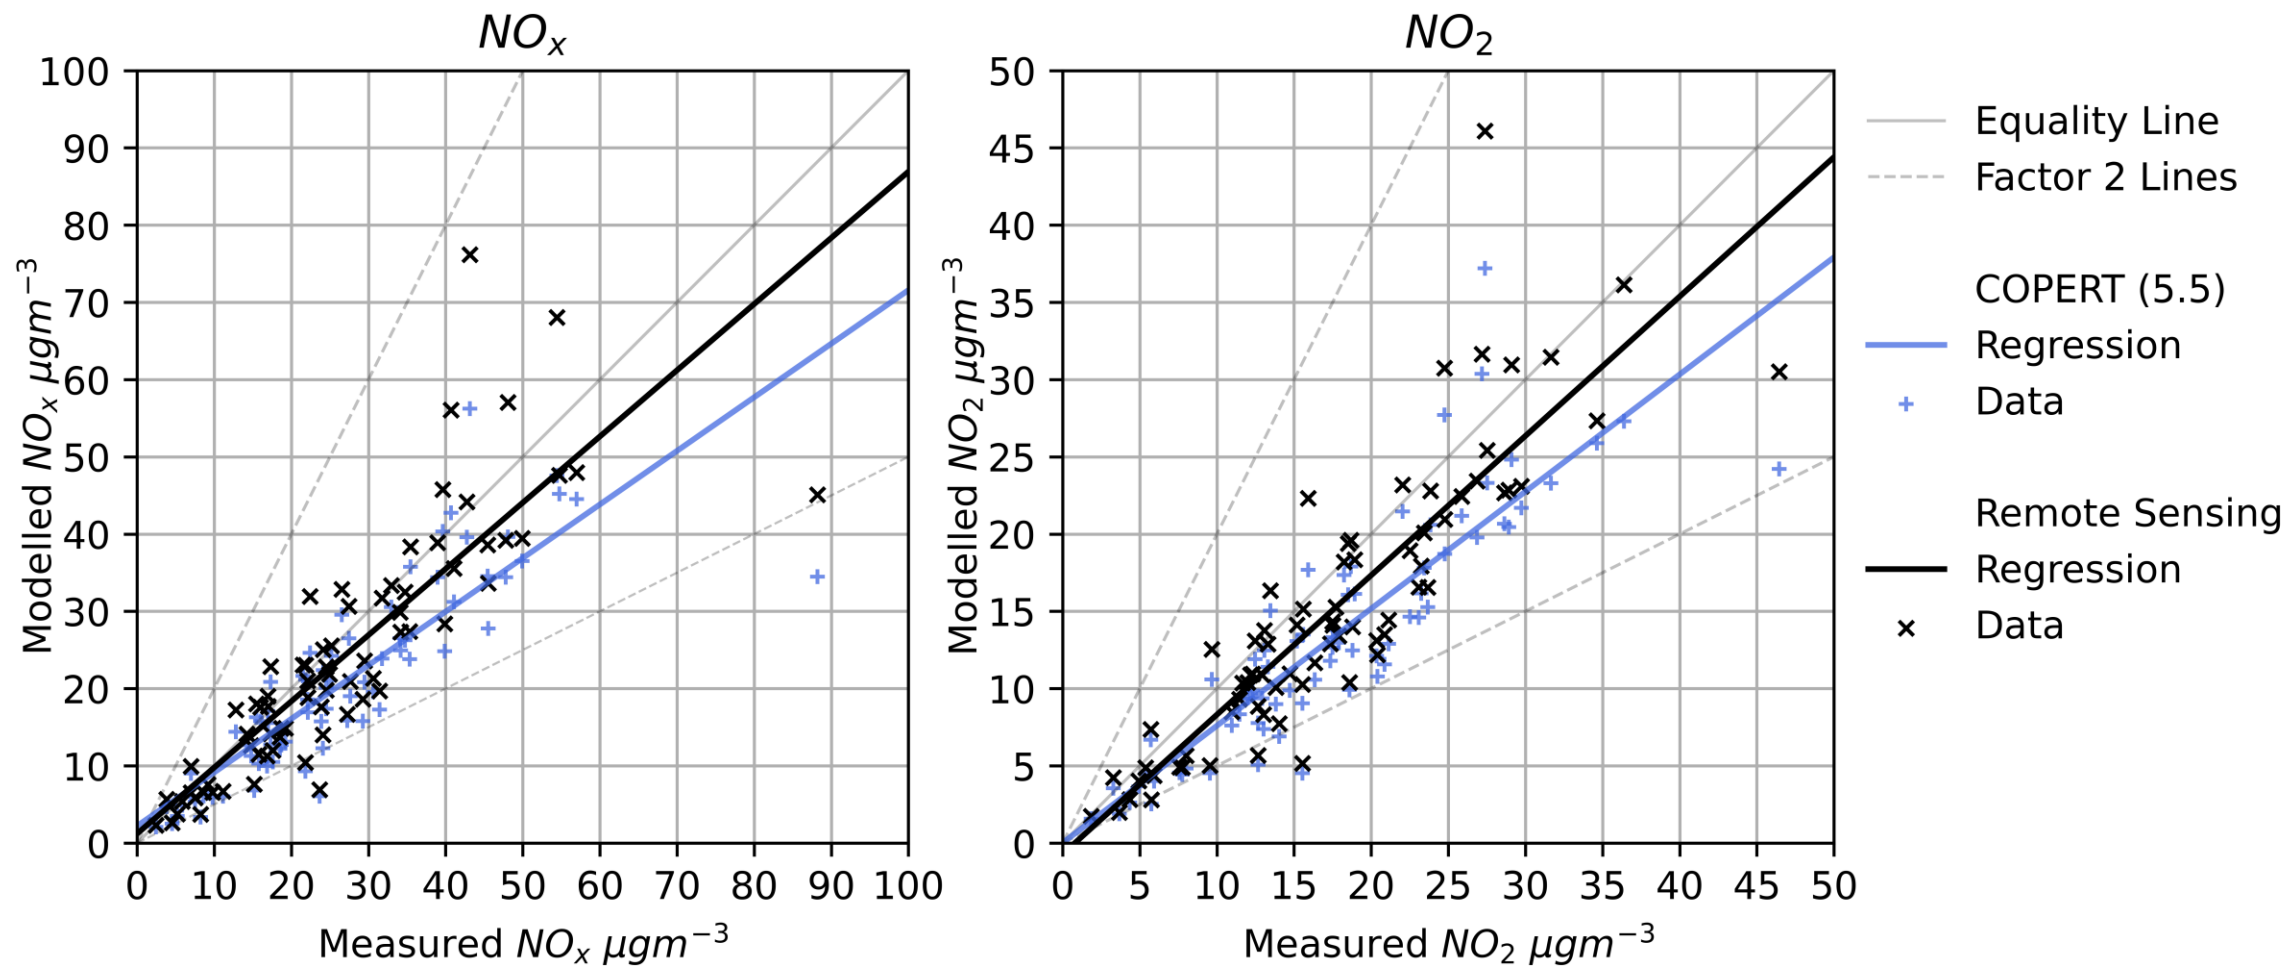 NOx
NO2
100
90
80
70
60
50
40
30
20
10
0
Modelled NOx μgm−3
0 10 20 30 40 50 60 70 80 90 100
Measured NOx μgm−3
50
45
40
35
30
25
20
15
10
5
0
Modelled NO2 μgm−3
0 5 10 15 20 25 30 35 40 45 50
Measured NO2 μgm−3
Equality Line
Factor 2 Lines
COPERT (5.5)
Regression
Data
Remote Sensing
Regression
Data